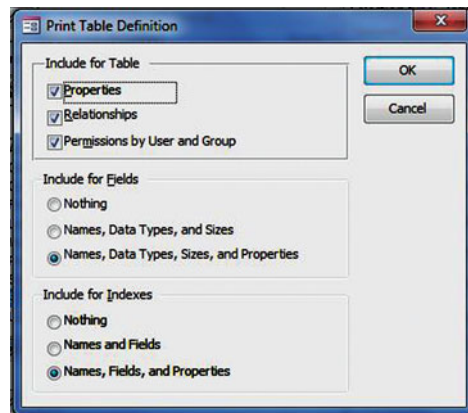 Print Table Definition
Include for Table
Properties
Relationships
Permissions by User and Group
OK
Cancel
Include for Fields
Nothing
Names, Data Types, and Sizes
Names, Data Types, Sizes, and Properties
Include for Indexes
Nothing
Names and Fields
Names, Fields, and Properties